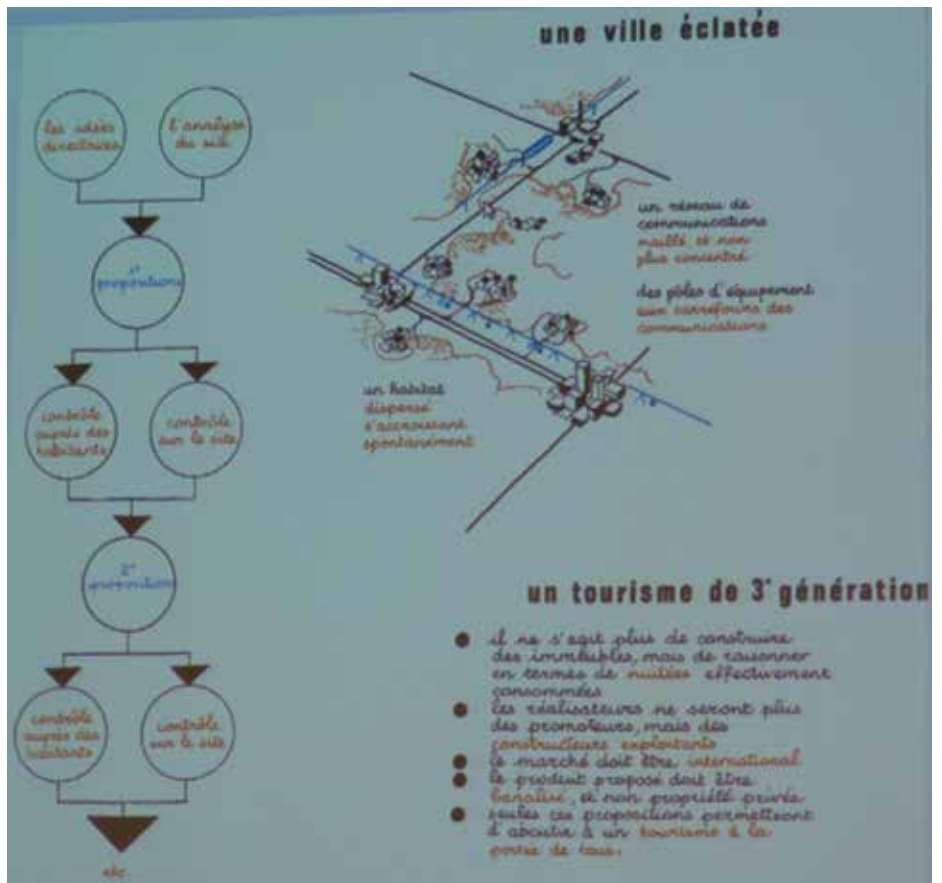 une ville éclatée
les idées
directrices
l'analyse
du site
1ère
propositions
contrôle
auprès des
habitants
contrôle
sur le site
2e
propositions
contrôle
auprès des
habitants
contrôle
sur le site
etc
un réseau de
communications
maillé, et non
plus concentré
des pôles d'équipement
aux carrefours des
communications
un habitat
dispersé
s'accroissant
spontanément
un tourisme de 3e génération
il ne s'agit plus de construire
des immeubles, mais de raisonner
en termes de nuitées effectivement
consommées
les réalisateurs ne seront plus
des promoteurs, mais des
constructeurs exploitants
le marché doit être international
le produit proposé doit être
banalisé, et non propriété privée
seules ces propositions permettront
d'aboutir à un tourisme à la
portée de tous.